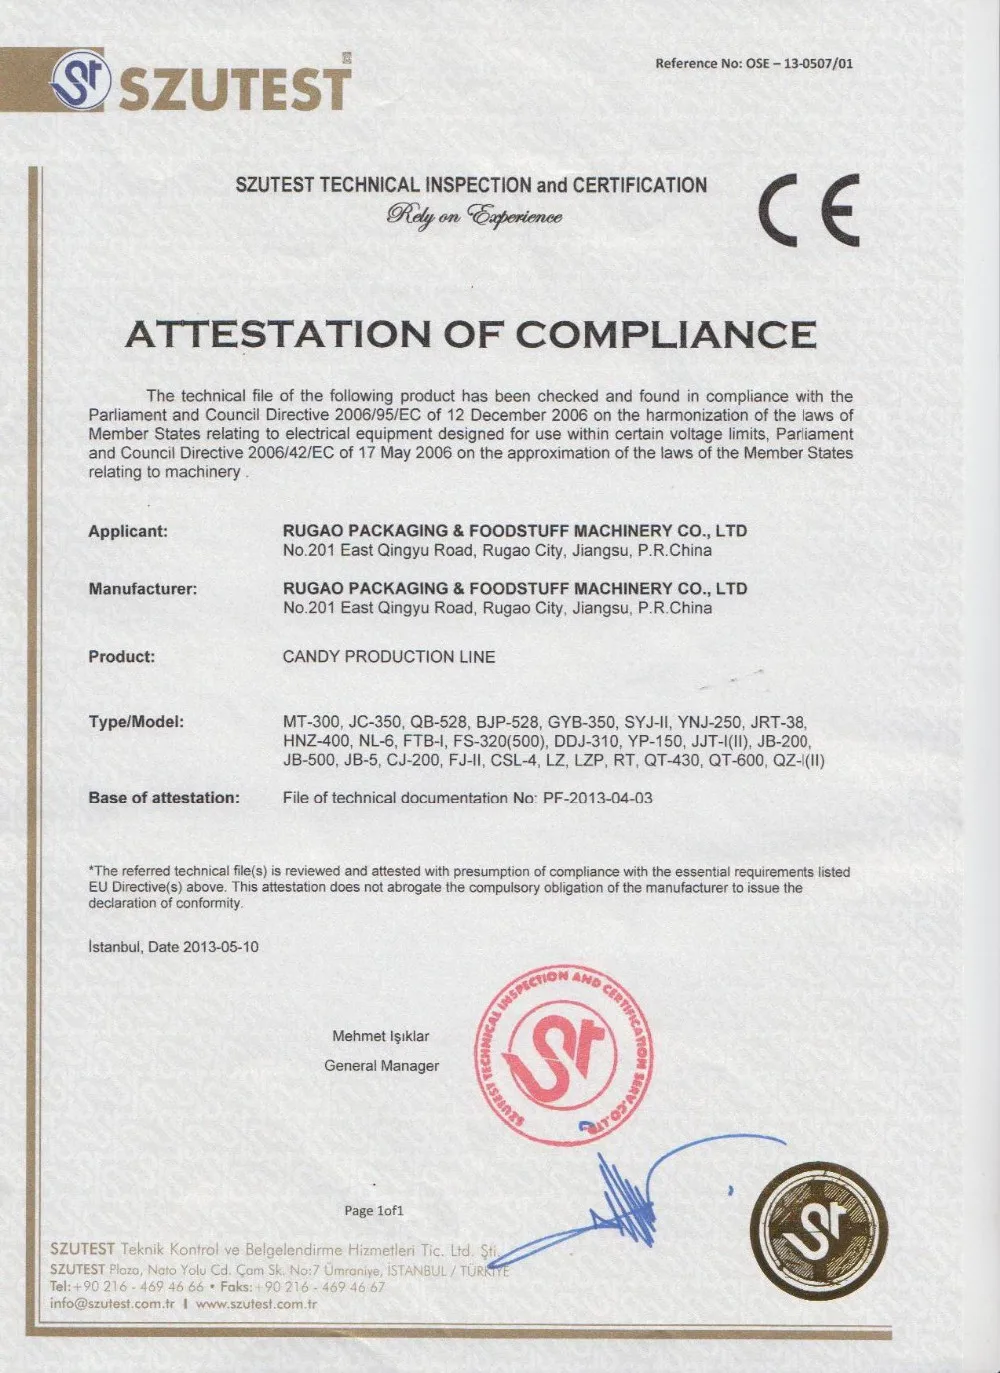 SZUTEST
Reference No: OSE – 13-0507/01
SZUTEST TECHNICAL INSPECTION and CERTIFICATION
Rely on Experience
CE
ATTESTATION OF COMPLIANCE
The technical file of the following product has been checked and found in compliance with the
Parliament and Council Directive 2006/95/EC of 12 December 2006 on the harmonization of the laws of
Member States relating to electrical equipment designed for use within certain voltage limits, Parliament
and Council Directive 2006/42/EC of 17 May 2006 on the approximation of the laws of the Member States
relating to machinery .
Applicant: RUGAO PACKAGING & FOODSTUFF MACHINERY CO., LTD
No.201 East Qingyu Road, Rugao City, Jiangsu, P.R.China
Manufacturer: RUGAO PACKAGING & FOODSTUFF MACHINERY CO., LTD
No.201 East Qingyu Road, Rugao City, Jiangsu, P.R.China
Product: CANDY PRODUCTION LINE
Type/Model: MT-300, JC-350, QB-528, BJP-528, GYB-350, SYJ-II, YNJ-250, JRT-38,
HNZ-400, NL-6, FTB-I, FS-320(500), DDJ-310, YP-150, JJT-I(II), JB-200,
JB-500, JB-5, CJ-200, FJ-II, CSL-4, LZ, LZP, RT, QT-430, QT-600, QZ-I(II)
Base of attestation: File of technical documentation No: PF-2013-04-03
*The referred technical file(s) is reviewed and attested with presumption of compliance with the essential requirements listed
EU Directive(s) above. This attestation does not abrogate the compulsory obligation of the manufacturer to issue the
declaration of conformity.
İstanbul, Date 2013-05-10
SZUTEST TECHNICAL INSPECTION AND CERTIFICATION SERV.CO.LTD.
Mehmet Işıklar
General Manager
Page 1of1
SZUTEST Teknik Kontrol ve Belgelendirme Hizmetleri Tic. Ltd. Şti.
SZUTEST Plaza, Nato Yolu Cd. Çam Sk. No:7 Ümraniye, İSTANBUL / TÜRKİYE
Tel:+90 216 - 469 46 66 • Faks:+90 216 - 469 46 67
info@szutest.com.tr I www.szutest.com.tr